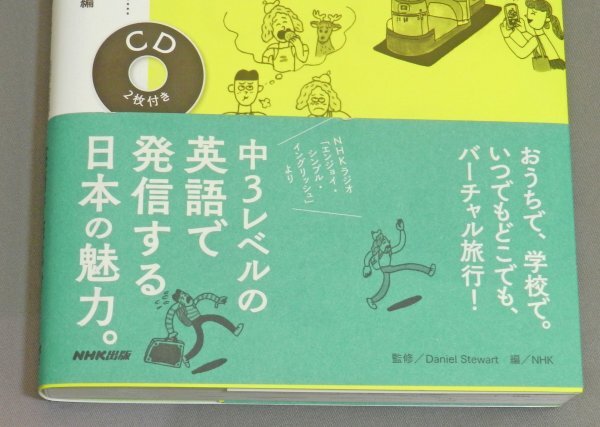 編
CD
2枚付き
おうちで、学校で。
いつでもどこでも、
バーチャル旅行!
NHKラジオ
「エンジョイ・
シンプル・
イングリッシュ」
より
中3レベルの
英語で
発信する
日本の魅力。
NHK出版
監修/Daniel Stewart 編/NHK